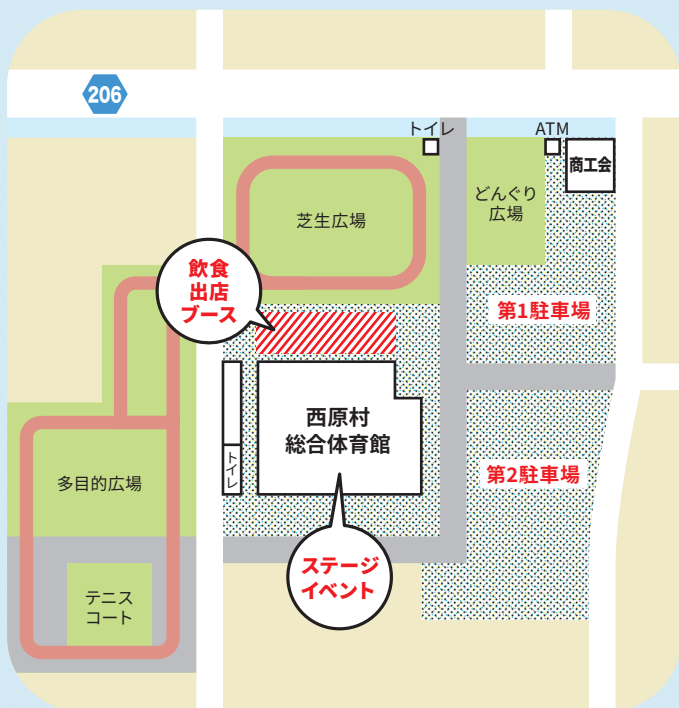 206
トイレ
ATM
商工会
どんぐり
広場
芝生広場
飲食
出店
ブース
第1駐車場
西原村
総合体育館
トイレ
多目的広場
第2駐車場
ステージ
イベント
テニス
コート